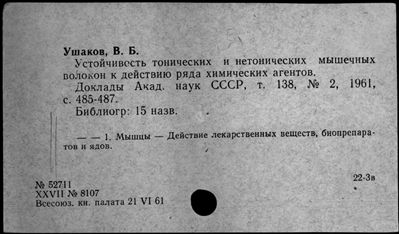 Ушаков, В. Б.
Устойчивость тонических и нетонических мышечных
волокон к действию ряда химических агентов.
Доклады Акад. наук СССР, т. 138, № 2, 1961,
с. 485-487.
Библиогр: 15 назв.
— — 1. Мышцы — Действие лекарственных веществ, биопрепара-
тов и ядов.
№ 52711
22-3в
XXVII № 8107
Всесоюз. кн. палата 21 VI 61